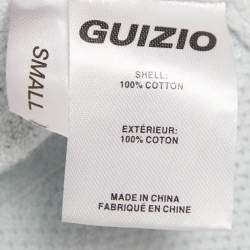 GUIZIO
SMALL
SHELL:
100% COTTON
EXTÉRIEUR:
100% COTON
MADE IN CHINA
FABRIQUÉ EN CHINE